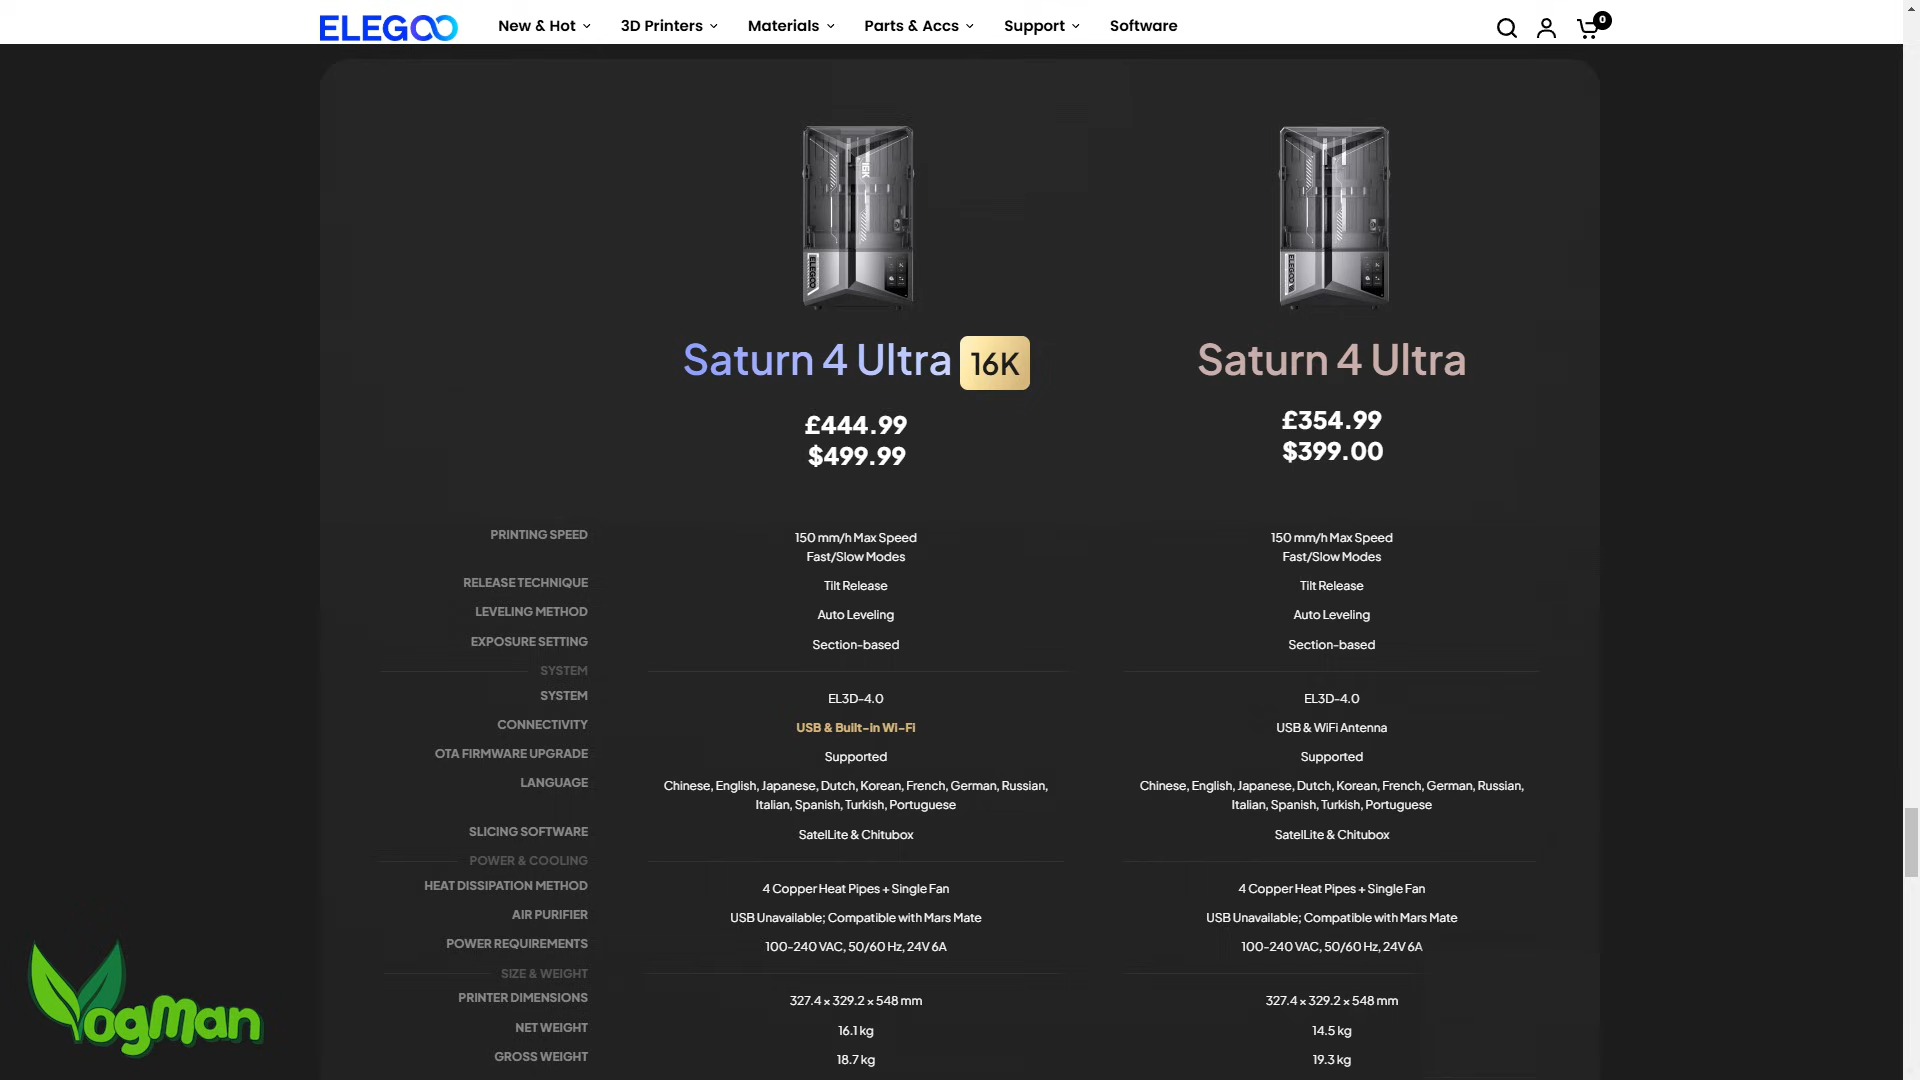 ELEGOO New & Hot 3D Printers Materials Parts & Accs Support Software 0
16K
ELEGOO ELEGOO
Saturn 4 Ultra 16K Saturn 4 Ultra
£444.99 £354.99
$499.99 $399.00
PRINTING SPEED 150 mm/h Max Speed 150 mm/h Max Speed
Fast/Slow Modes Fast/Slow Modes
RELEASE TECHNIQUE Tilt Release Tilt Release
LEVELING METHOD Auto Leveling Auto Leveling
EXPOSURE SETTING Section-based Section-based
SYSTEM
SYSTEM EL3D-4.0 EL3D-4.0
CONNECTIVITY USB & Built-in Wi-Fi USB & WiFi Antenna
OTA FIRMWARE UPGRADE Supported Supported
LANGUAGE Chinese, English, Japanese, Dutch, Korean, French, German, Russian, Chinese, English, Japanese, Dutch, Korean, French, German, Russian,
Italian, Spanish, Turkish, Portuguese Italian, Spanish, Turkish, Portuguese
SLICING SOFTWARE SatelLite & Chitubox SatelLite & Chitubox
POWER & COOLING
HEAT DISSIPATION METHOD 4 Copper Heat Pipes + Single Fan 4 Copper Heat Pipes + Single Fan
AIR PURIFIER USB Unavailable; Compatible with Mars Mate USB Unavailable; Compatible with Mars Mate
POWER REQUIREMENTS 100-240 VAC, 50/60 Hz, 24V 6A 100-240 VAC, 50/60 Hz, 24V 6A
SIZE & WEIGHT
PRINTER DIMENSIONS 327.4 × 329.2 × 548 mm 327.4 × 329.2 × 548 mm
NET WEIGHT 16.1 kg 14.5 kg
GROSS WEIGHT 18.7 kg 19.3 kg
VogMan